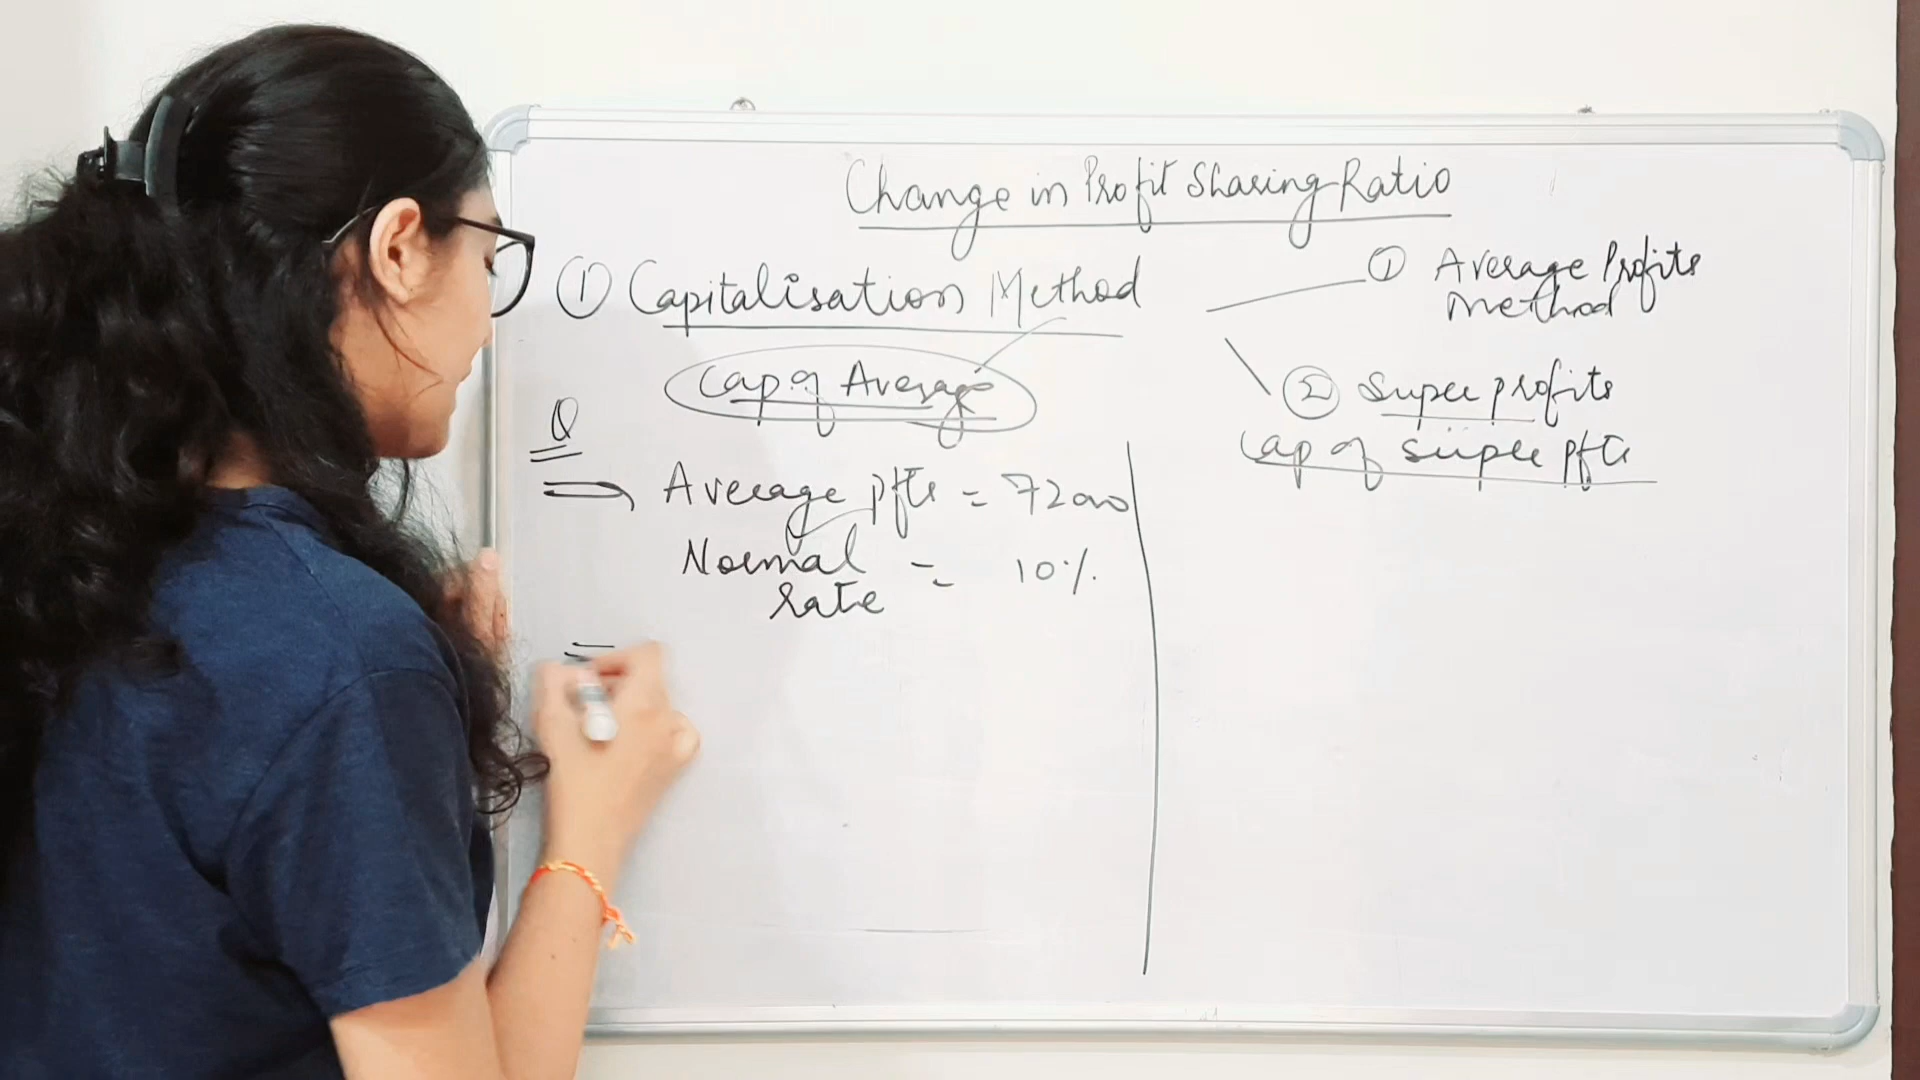 Change in Profit Sharing Ratio
① Capitalisation Method
① Average Profits
Method
Cap of Average
② Super profits
Cap of super pfts
Q
Average pfts = 72000
Normal = 10%
rate